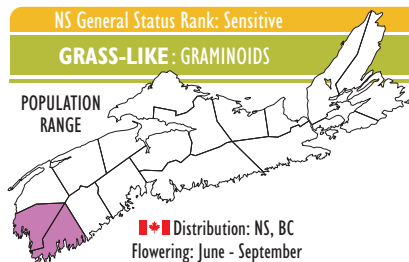 NS General Status Rank: Sensitive
GRASS-LIKE: GRAMINOIDS
POPULATION
RANGE
Distribution: NS, BC
Flowering: June - September